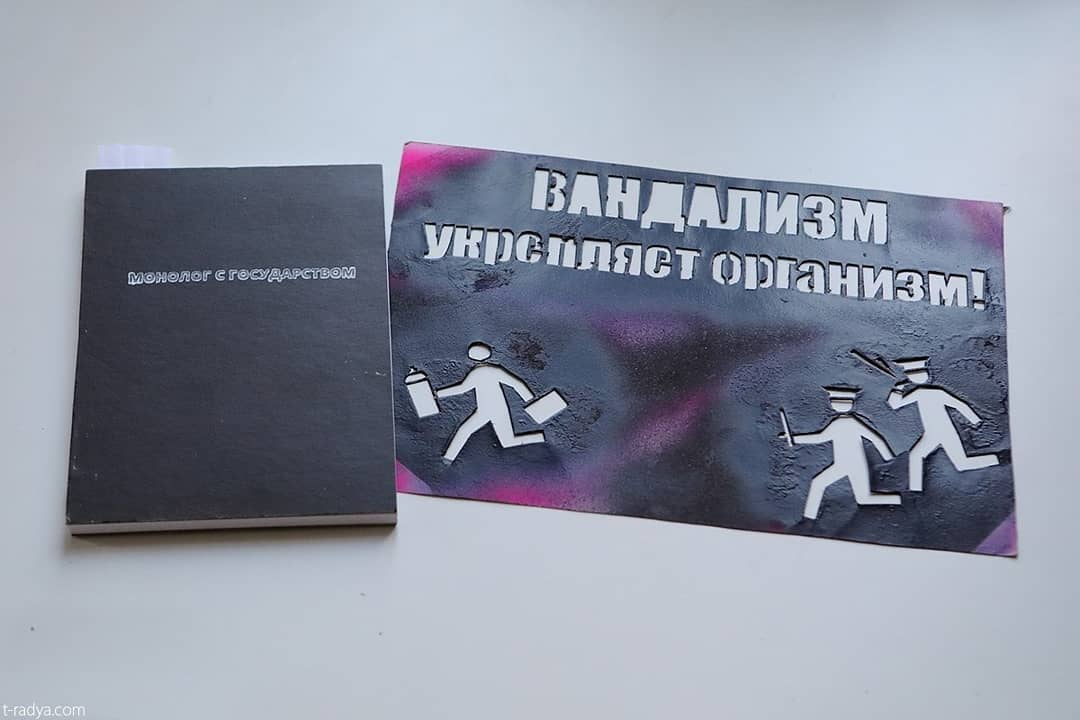 МОНОЛОГ С ГОСУДАРСТВОМ
ВАНДАЛИЗМ
укрепляет организм!
t-radya.com